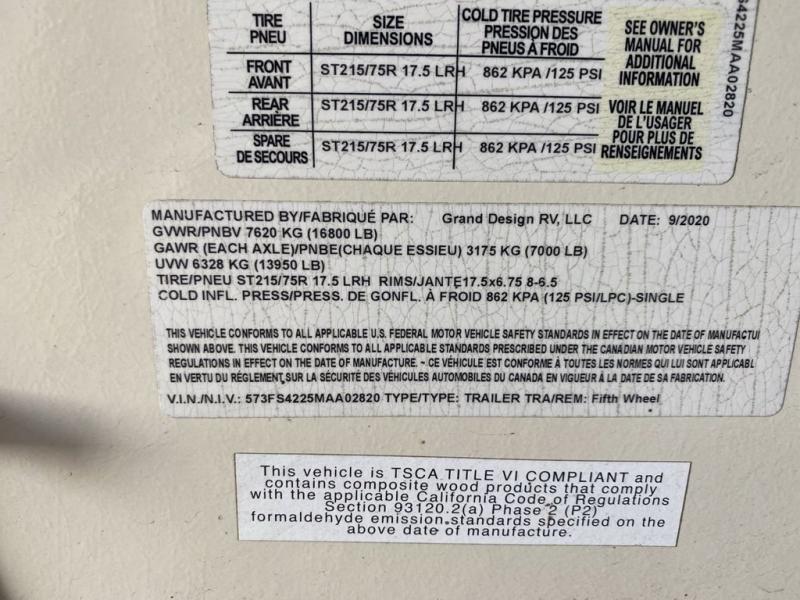 TIRE PNEU SIZE DIMENSIONS COLD TIRE PRESSURE PRESSION DES PNEUS À FROID
FRONT AVANT ST215/75R 17.5 LRH 862 KPA /125 PSI
REAR ARRIÈRE ST215/75R 17.5 LRH 862 KPA /125 PSI
SPARE DE SECOURS ST215/75R 17.5 LRH 862 KPA /125 PSI
SEE OWNER'S
MANUAL FOR
ADDITIONAL
INFORMATION
VOIR LE MANUEL
DE L'USAGER
POUR PLUS DE
RENSEIGNEMENTS
S4225MAA02820
MANUFACTURED BY/FABRIQUÉ PAR: Grand Design RV, LLC DATE: 9/2020
GVWR/PNBV 7620 KG (16800 LB)
GAWR (EACH AXLE)/PNBE(CHAQUE ESSIEU) 3175 KG (7000 LB)
UVW 6328 KG (13950 LB)
TIRE/PNEU ST215/75R 17.5 LRH RIMS/JANTE17.5x6.75 8-6.5
COLD INFL. PRESS/PRESS. DE GONFL. À FROID 862 KPA (125 PSI/LPC)-SINGLE
THIS VEHICLE CONFORMS TO ALL APPLICABLE U.S. FEDERAL MOTOR VEHICLE SAFETY STANDARDS IN EFFECT ON THE DATE OF MANUFACTUI
SHOWN ABOVE. THIS VEHICLE CONFORMS TO ALL APPLICABLE STANDARDS PRESCRIBED UNDER THE CANADIAN MOTOR VEHICLE SAFETY
REGULATIONS IN EFFECT ON THE DATE OF MANUFACTURE. - CE VÉHICULE EST CONFORME À TOUTES LES NORMES QUI LUI SONT APPLICABL
EN VERTU DU RÉGLEMENT SUR LA SÉCURITÉ DES VÉHICULES AUTOMOBILES DU CANADA EN VIGUEUR À LA DATE DE SA FABRICATION.
V.I.N./N.I.V.: 573FS4225MAA02820 TYPE/TYPE: TRAILER TRA/REM: Fifth Wheel
This vehicle is TSCA TITLE VI COMPLIANT and
contains composite wood products that comply
with the applicable California Code of Regulations
Section 93120.2(a) Phase 2 (P2)
formaldehyde emission standards specified on the
above date of manufacture.